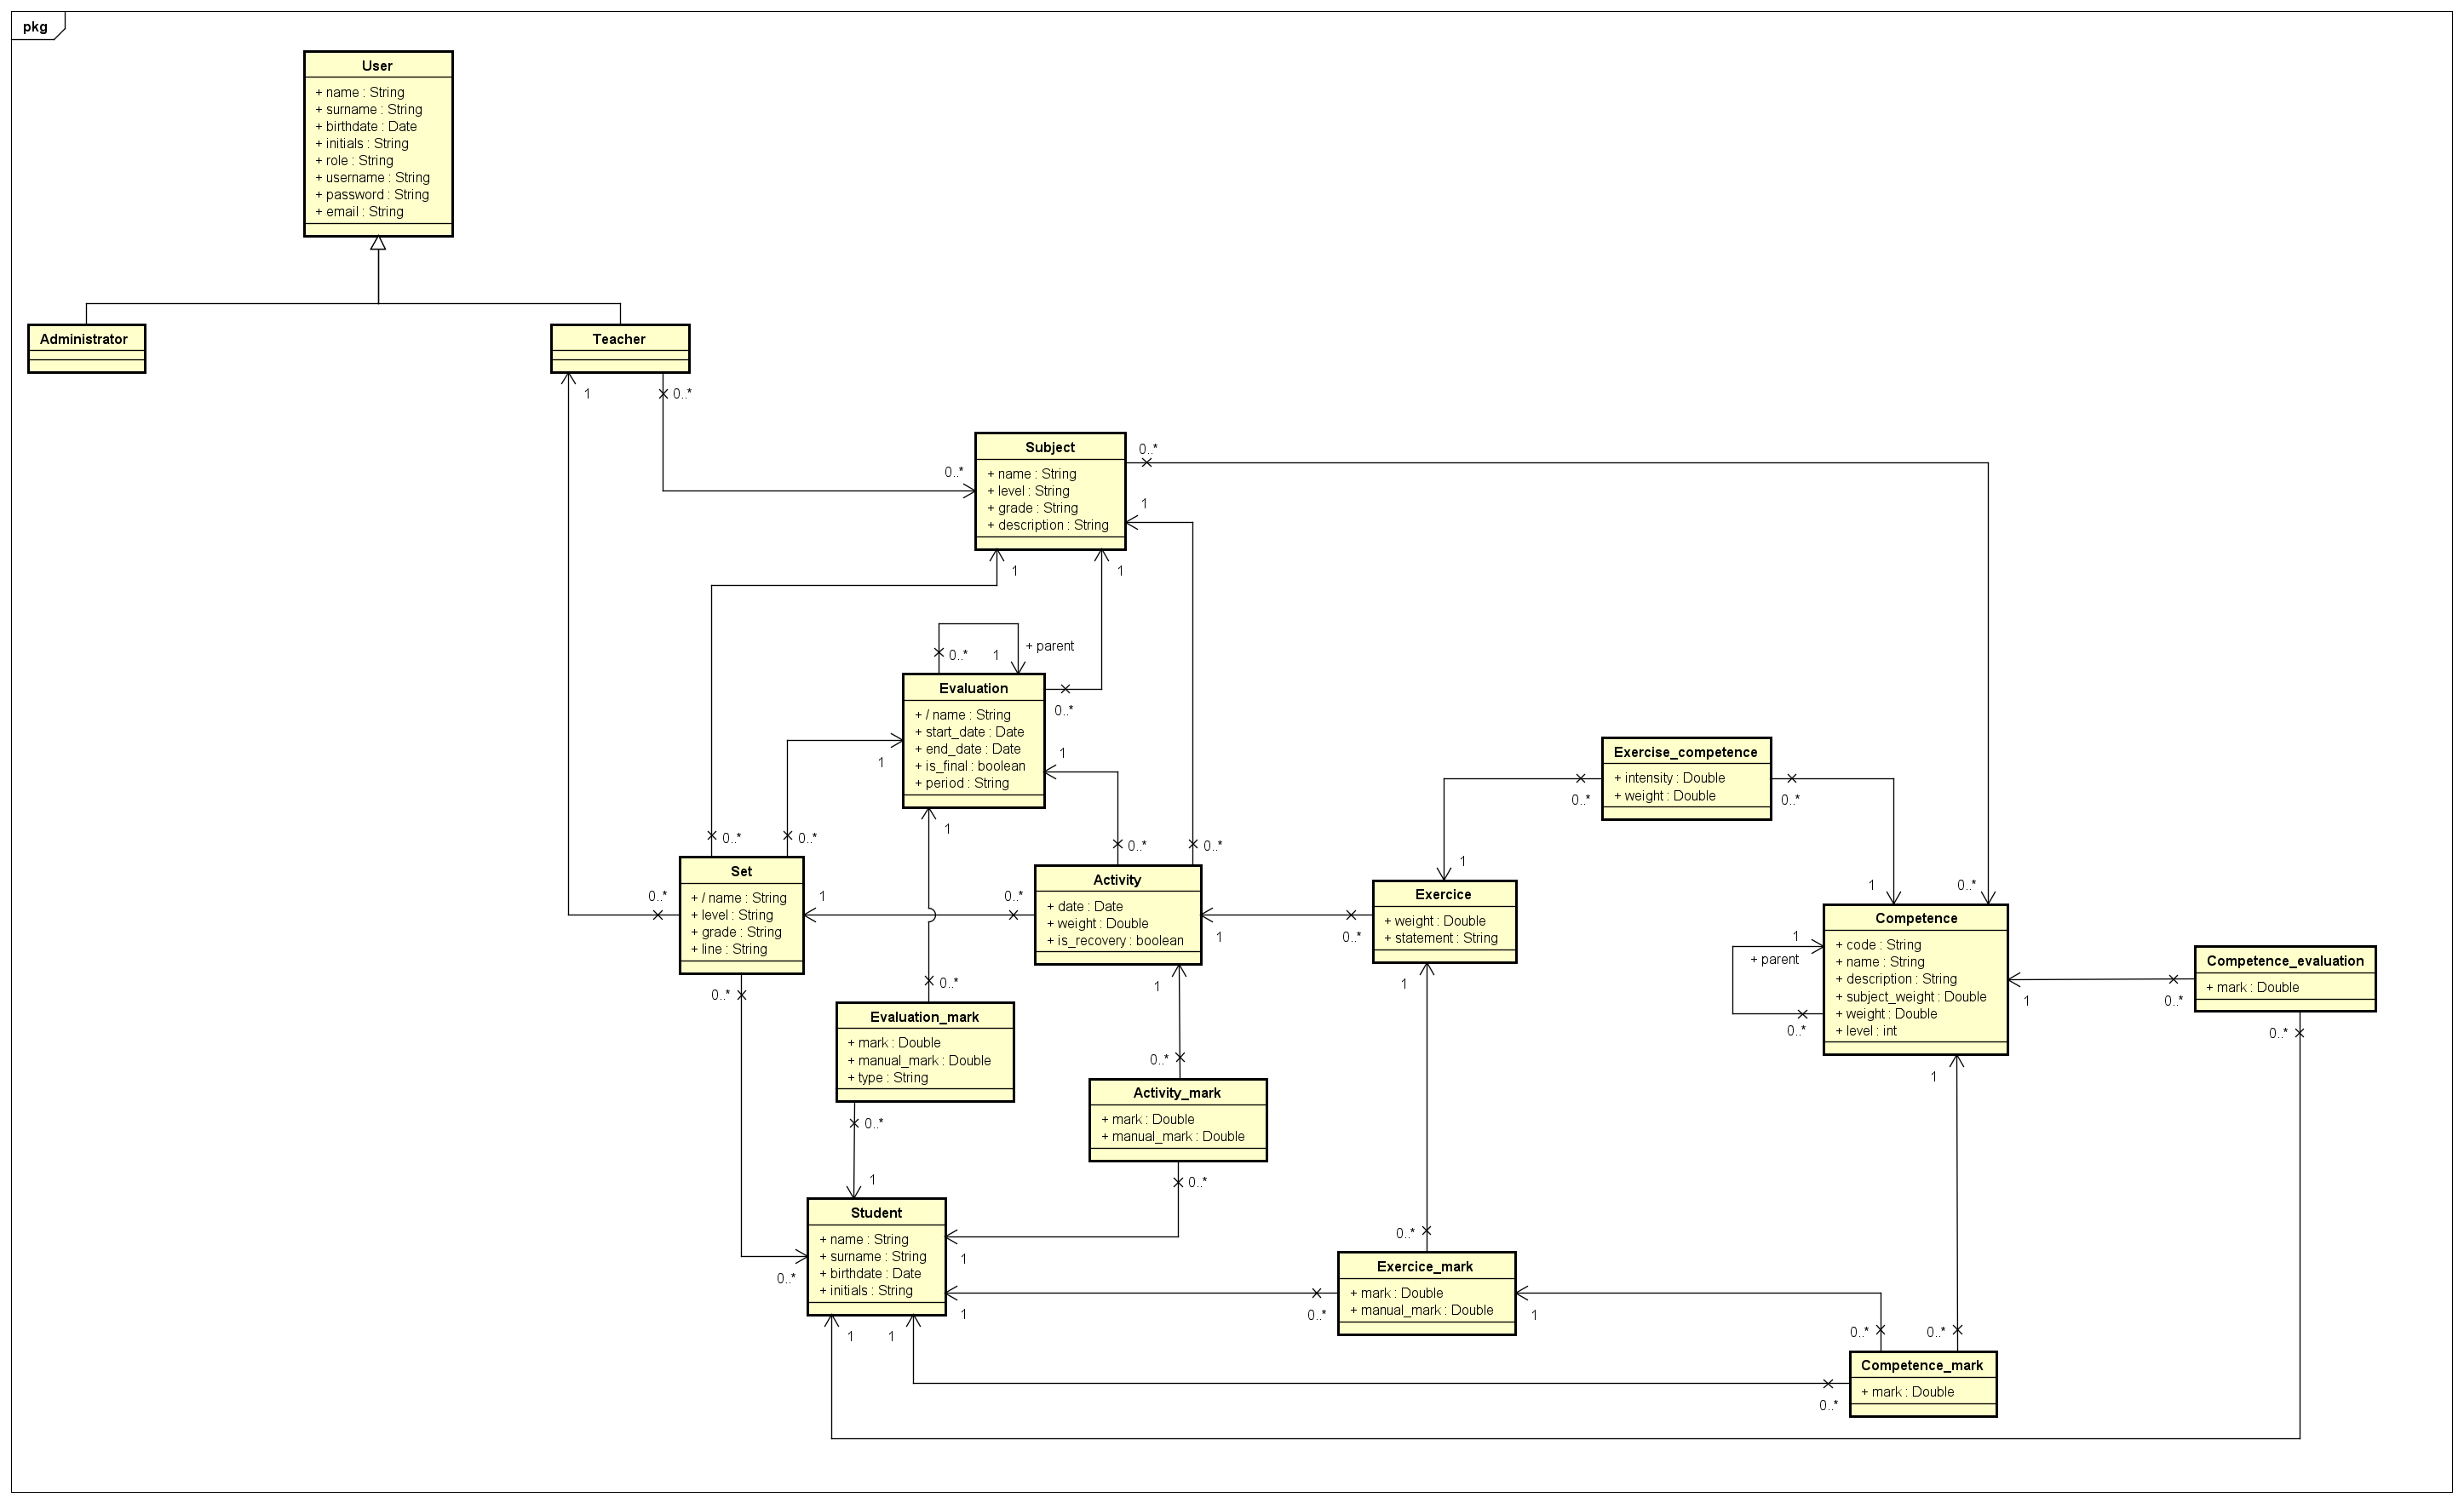 pkg
User
+ name : String
+ surname : String
+ birthdate : Date
+ initials : String
+ role : String
+ username : String
+ password : String
+ email : String
Administrator
Teacher
1
0..*
Subject
+ name : String
+ level : String
+ grade : String
+ description : String
0..*
0..*
1
1
1
+ parent
0..*
1
Evaluation
+ / name : String
+ start_date : Date
+ end_date : Date
+ is_final : boolean
+ period : String
0..*
1
1
1
Exercise_competence
+ intensity : Double
+ weight : Double
0..*
0..*
0..*
0..*
0..*
0..*
1
1
0..*
Set
+ / name : String
+ level : String
+ grade : String
+ line : String
0..*
1
0..*
0..*
Activity
+ date : Date
+ weight : Double
+ is_recovery : boolean
1
0..*
1
Exercice
+ weight : Double
+ statement : String
1
Competence
+ code : String
+ name : String
+ description : String
+ subject_weight : Double
+ weight : Double
+ level : int
1
+ parent
0..*
1
0..*
1
Competence_evaluation
+ mark : Double
0..*
0..*
Evaluation_mark
+ mark : Double
+ manual_mark : Double
+ type : String
0..*
1
0..*
Activity_mark
+ mark : Double
+ manual_mark : Double
0..*
Student
+ name : String
+ surname : String
+ birthdate : Date
+ initials : String
0..*
1
1
1
1
0..*
Exercice_mark
+ mark : Double
+ manual_mark : Double
0..*
1
0..*
0..*
Competence_mark
+ mark : Double
0..*